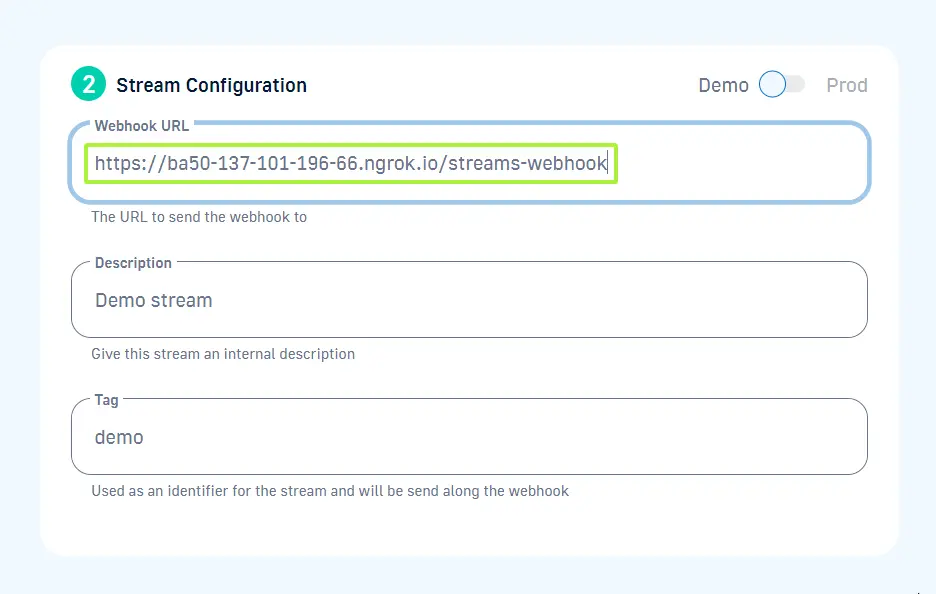 2 Stream Configuration Demo Prod
Webhook URL
https://ba50-137-101-196-66.ngrok.io/streams-webhook
The URL to send the webhook to
Description
Demo stream
Give this stream an internal description
Tag
demo
Used as an identifier for the stream and will be send along the webhook